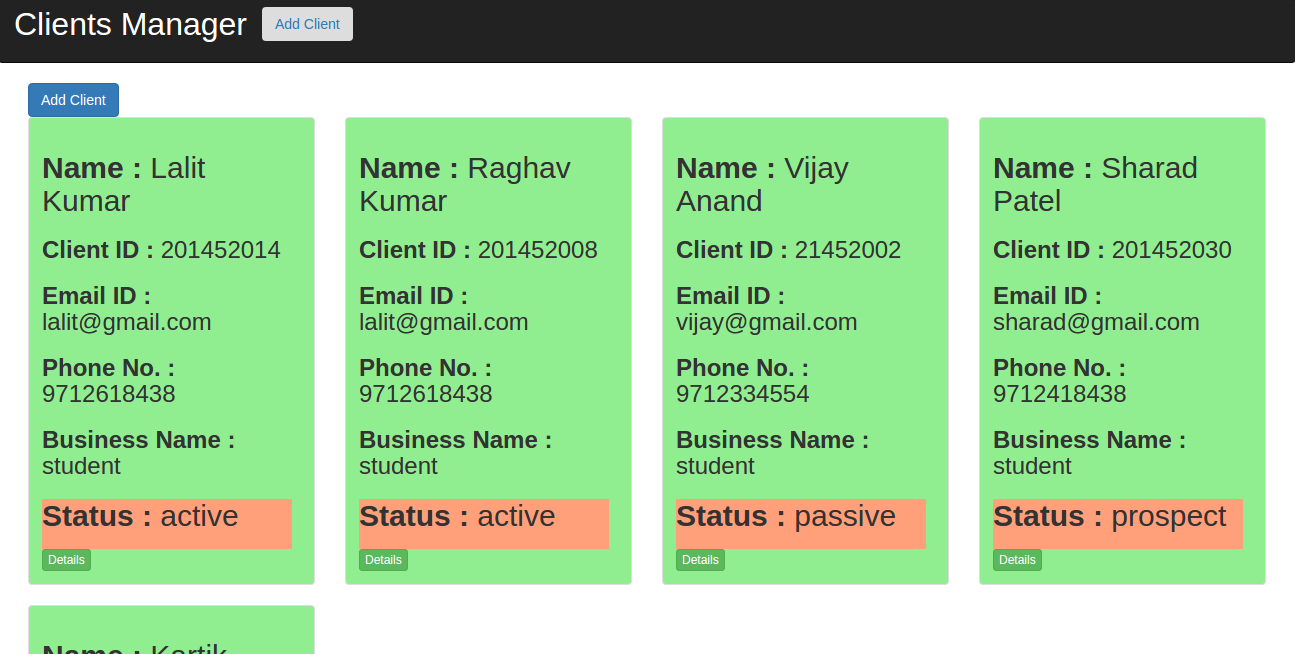 Clients Manager Add Client
Add Client
Name : Lalit
Kumar
Client ID : 201452014
Email ID :
lalit@gmail.com
Phone No. :
9712618438
Business Name :
student
Status : active
Details
Name : Raghav
Kumar
Client ID : 201452008
Email ID :
lalit@gmail.com
Phone No. :
9712618438
Business Name :
student
Status : active
Details
Name : Vijay
Anand
Client ID : 21452002
Email ID :
vijay@gmail.com
Phone No. :
9712334554
Business Name :
student
Status : passive
Details
Name : Sharad
Patel
Client ID : 201452030
Email ID :
sharad@gmail.com
Phone No. :
9712418438
Business Name :
student
Status : prospect
Details
Name : Kartik